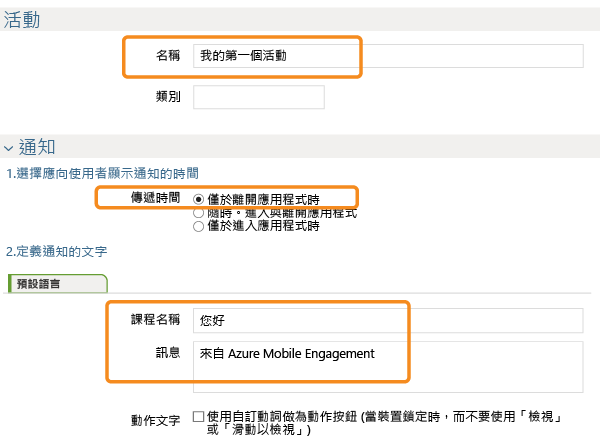 活動
名稱 我的第一個活動
類別
通知
1.選擇應向使用者顯示通知的時間
傳遞時間 僅於離開應用程式時
隨時。進入與離開應用程式
僅於進入應用程式時
2.定義通知的文字
預設語言
課程名稱 您好
訊息 來自 Azure Mobile Engagement
動作文字 使用自訂動詞做為動作按鈕 (當裝置鎖定時，而不要使用「檢視」
或「滑動以檢視」)